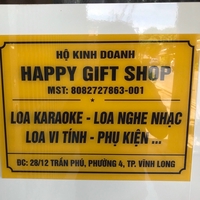 HỘ KINH DOANH
HAPPY GIFT SHOP
MST: 8082727863-001
LOA KARAOKE - LOA NGHE NHẠC
LOA VI TÍNH - PHỤ KIỆN ...
ĐC: 28/12 TRẦN PHÚ, PHƯỜNG 4, TP. VĨNH LONG